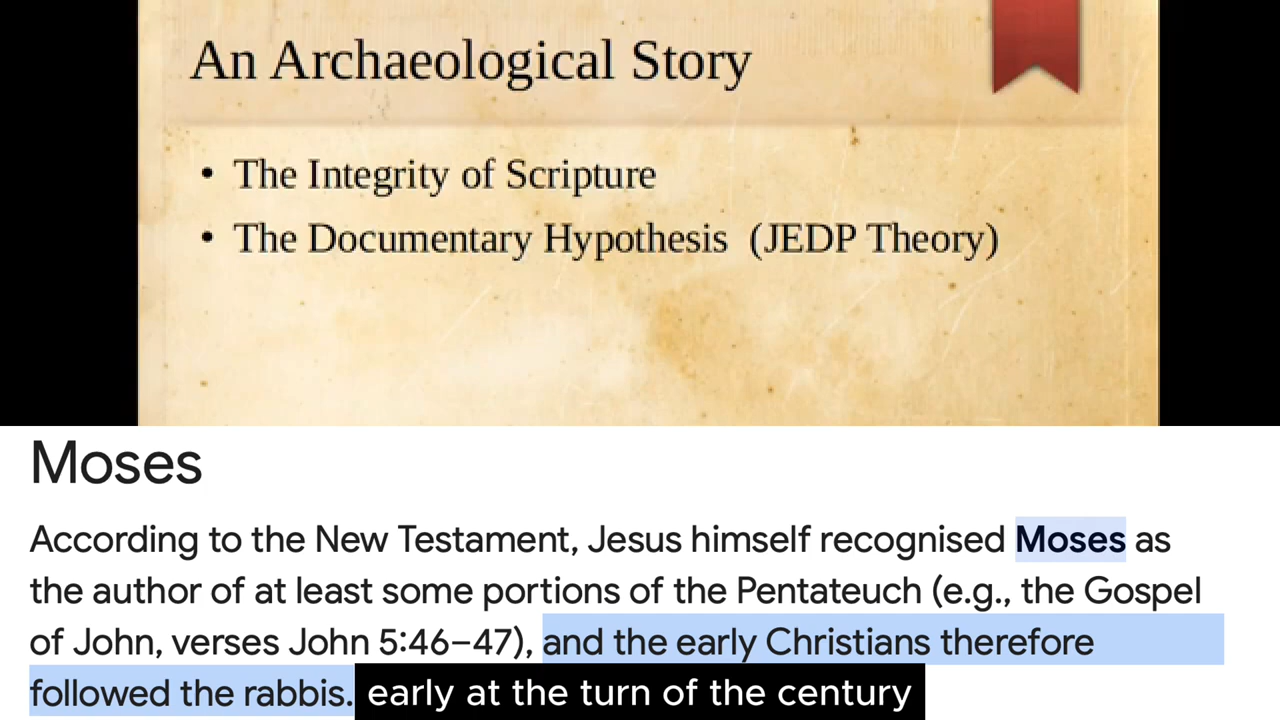 An Archaeological Story
• The Integrity of Scripture
• The Documentary Hypothesis (JEDP Theory)
Moses
According to the New Testament, Jesus himself recognised Moses as
the author of at least some portions of the Pentateuch (e.g., the Gospel
of John, verses John 5:46–47), and the early Christians therefore
followed the rabbis.
early at the turn of the century